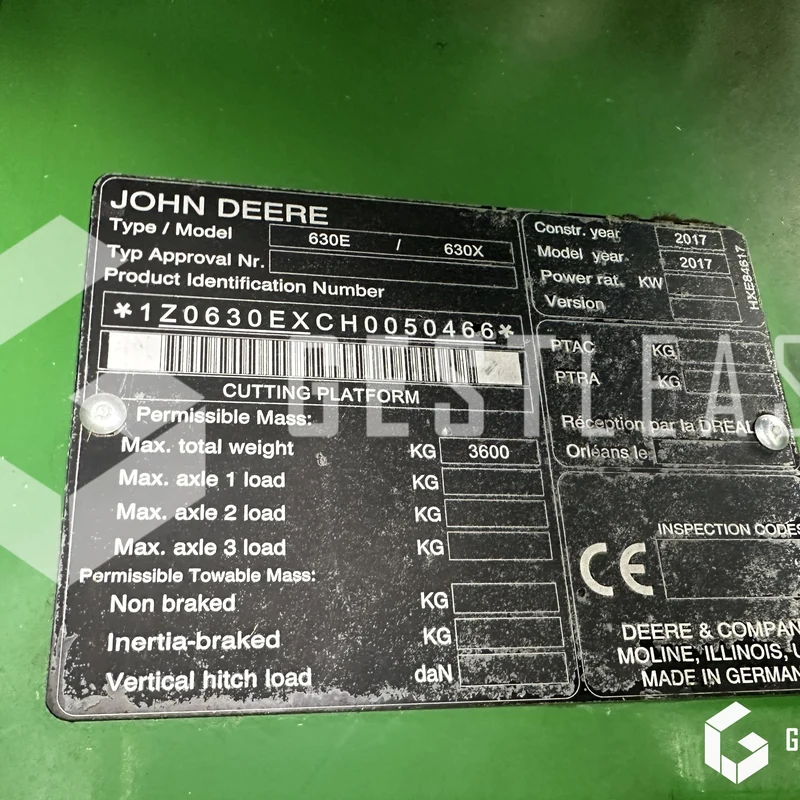 JOHN DEERE
Type / Model 630E / 630X
Typ Approval Nr.
Product Identification Number
*1Z0630EXCH0050466*
CUTTING PLATFORM
Permissible Mass:
Max. total weight KG 3600
Max. axle 1 load KG
Max. axle 2 load KG
Max. axle 3 load KG
Permissible Towable Mass:
Non braked KG
Inertia-braked KG
Vertical hitch load daN
Constr. year 2017
Model year 2017
Power rat. KW
Version
HXE84617
PTAC KG
PTRA KG
Réception par la DREAL
Orléans le
INSPECTION CODES
CE
DEERE & COMPAN
MOLINE, ILLINOIS, U
MADE IN GERMAN
GESTLEAS
G